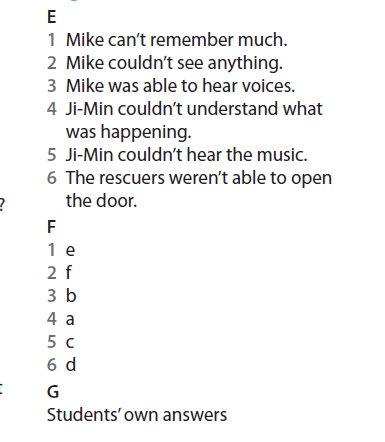 E
1 Mike can't remember much.
2 Mike couldn't see anything.
3 Mike was able to hear voices.
4 Ji-Min couldn't understand what
was happening.
5 Ji-Min couldn't hear the music.
6 The rescuers weren't able to open
the door.
?
F
1 e
2 f
3 b
4 a
5 c
6 d
G
Students' own answers